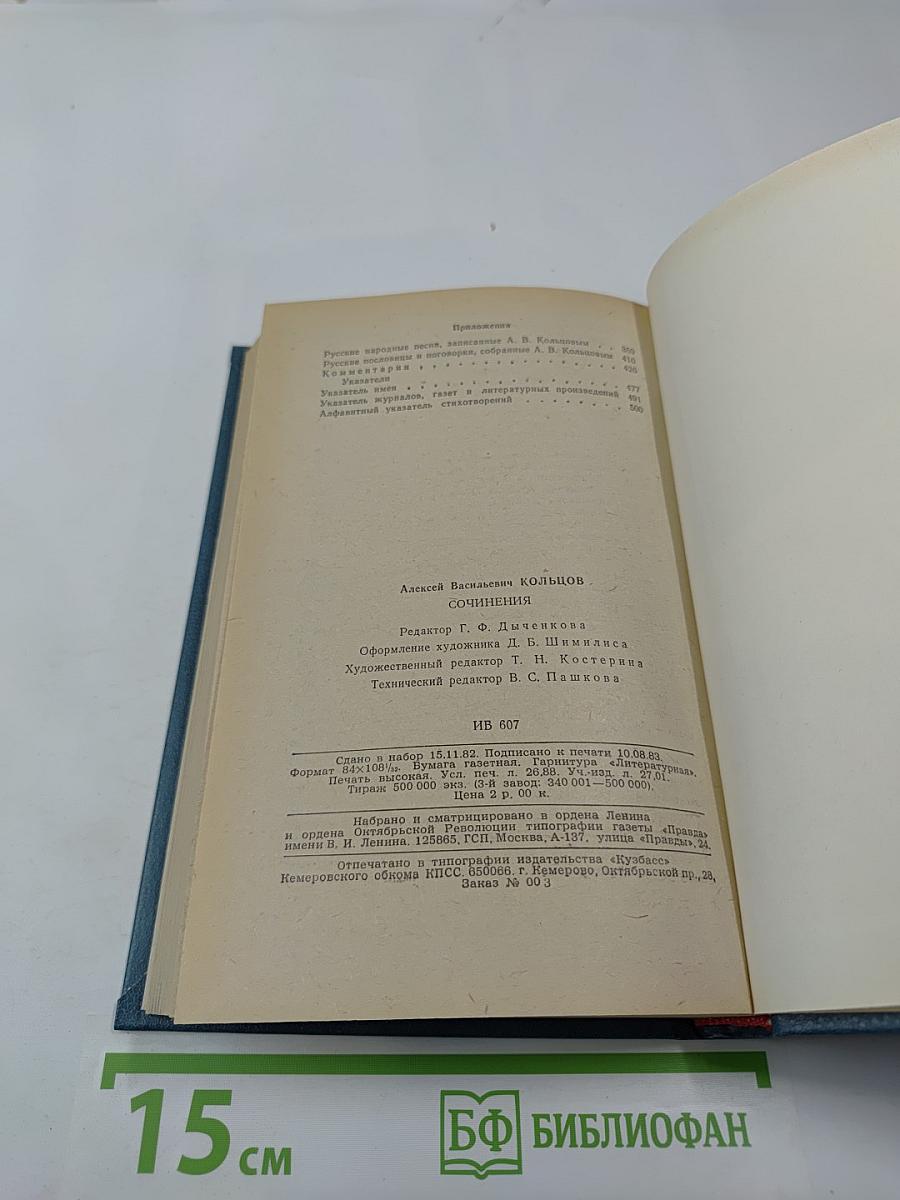 Приложения
Русские народные песни, записанные А. В. Кольцовым . . 359
Русские пословицы и поговорки, собранные А. В. Кольцовым 416
Комментарии . . . . . . . . . . . . . . . 426
Указатели
Указатель имен . . . . . . . . . . . . . . . 477
Указатель журналов, газет и литературных произведений 491
Алфавитный указатель стихотворений . . . . . . . . 500
Алексей Васильевич КОЛЬЦОВ
СОЧИНЕНИЯ
Редактор Г. Ф. Дыченкова
Оформление художника Д. Б. Шимилиса
Художественный редактор Т. Н. Костерина
Технический редактор В. С. Пашкова
ИВ 607
Сдано в набор 15.11.82. Подписано к печати 10.08.83.
Формат 84×108¹/₃₂. Бумага газетная. Гарнитура «Литературная».
Печать высокая. Усл. печ. л. 26,88. Уч.-изд. л. 27,01.
Тираж 500 000 экз. (3-й завод: 340 001—500 000).
Цена 2 р. 00 к.
Набрано и сматрицировано в ордена Ленина
и ордена Октябрьской Революции типографии газеты «Правда»
имени В. И. Ленина. 125865, ГСП, Москва, А-137, улица «Правды», 24.
Отпечатано в типографии издательства «Кузбасс»
Кемеровского обкома КПСС. 650066. г. Кемерово, Октябрьской пр., 28,
Заказ № 00 3
15 см
БФ БИБЛИОФАН